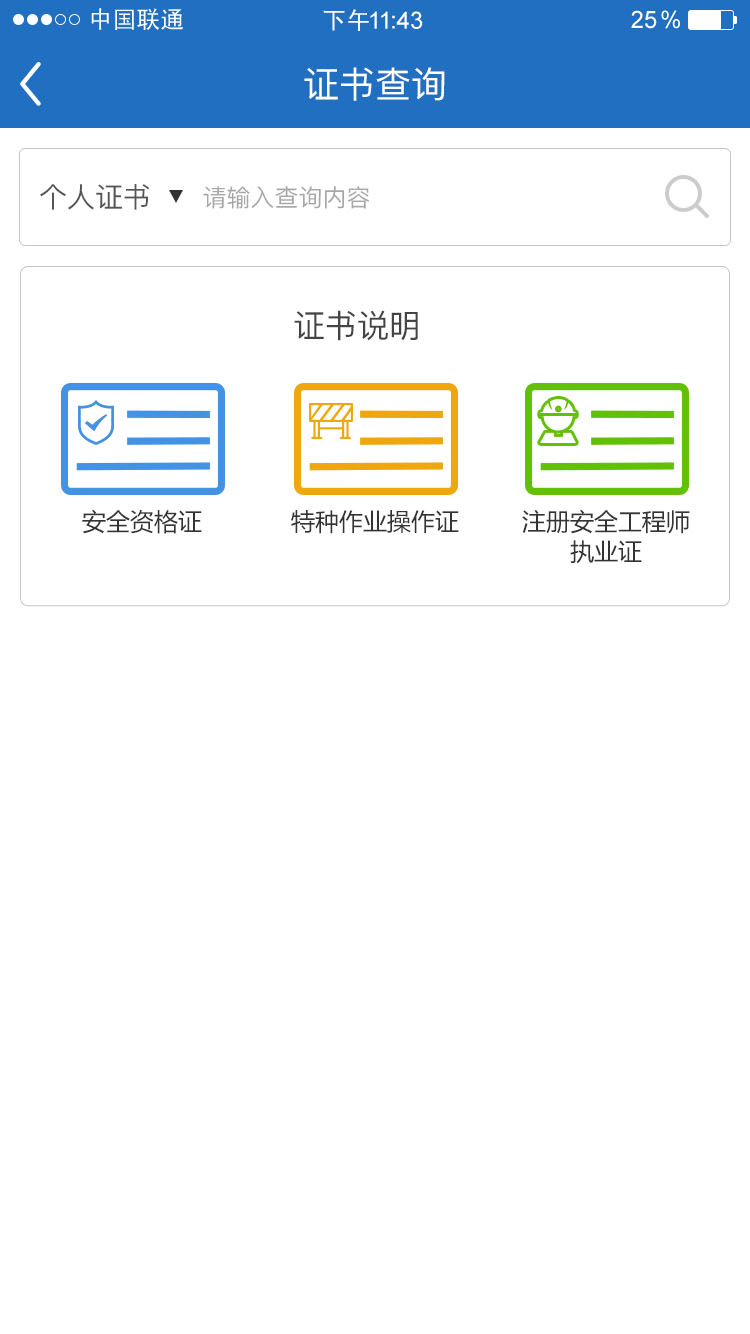 中国联通 下午11:43 25%
证书查询
个人证书 请输入查询内容
证书说明
安全资格证 特种作业操作证 注册安全工程师
执业证